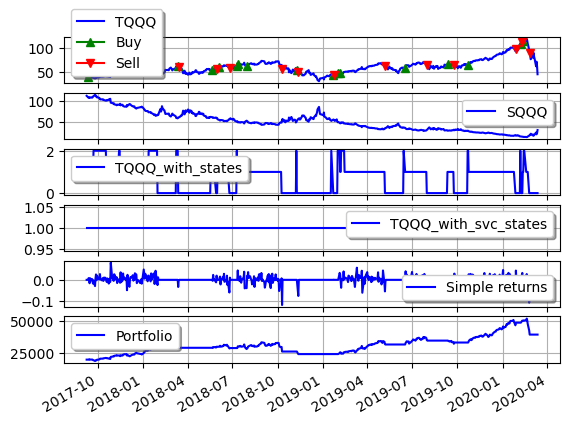 TQQQ
Buy
Sell
100
50
SQQQ
100
50
TQQQ_with_states
2
0
TQQQ_with_svc_states
1.05
1.00
0.95
Simple returns
0.0
−0.1
Portfolio
50000
25000
2017-10 2018-01 2018-04 2018-07 2018-10 2019-01 2019-04 2019-07 2019-10 2020-01 2020-04